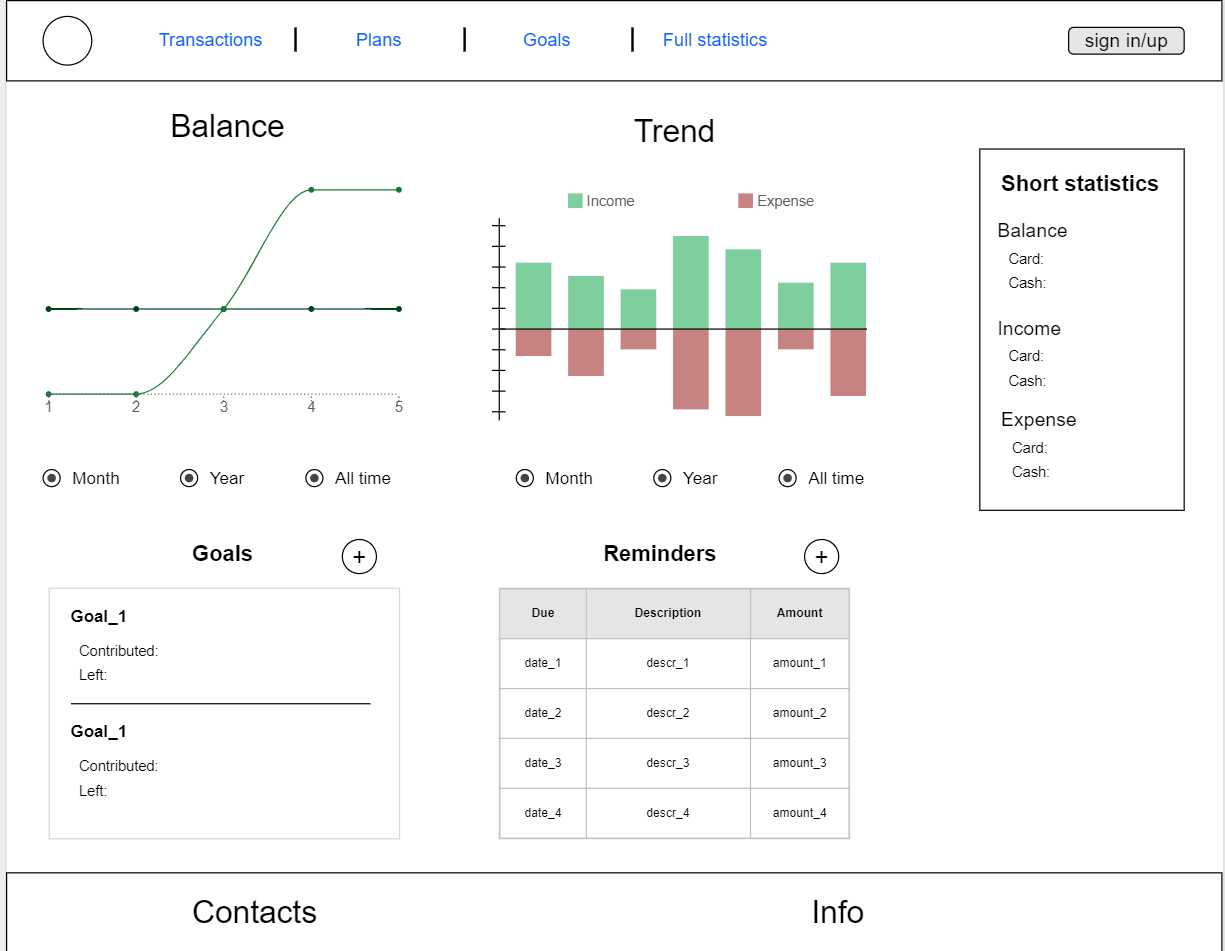 Transactions Plans Goals Full statistics sign in/up
Balance
1 2 3 4 5
Month Year All time
Trend
Income Expense
Month Year All time
Short statistics
Balance
Card:
Cash:
Income
Card:
Cash:
Expense
Card:
Cash:
Goals +
Goal_1
Contributed:
Left:
Goal_1
Contributed:
Left:
Reminders +
Due Description Amount
date_1 descr_1 amount_1
date_2 descr_2 amount_2
date_3 descr_3 amount_3
date_4 descr_4 amount_4
Contacts Info